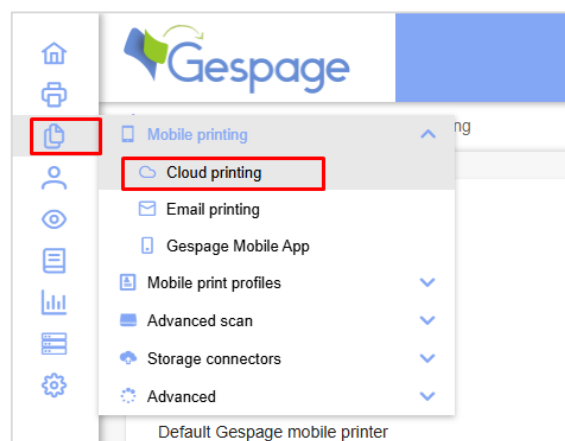 Gespage
Mobile printing
ng
Cloud printing
Email printing
Gespage Mobile App
Mobile print profiles
Advanced scan
Storage connectors
Advanced
Default Gespage mobile printer